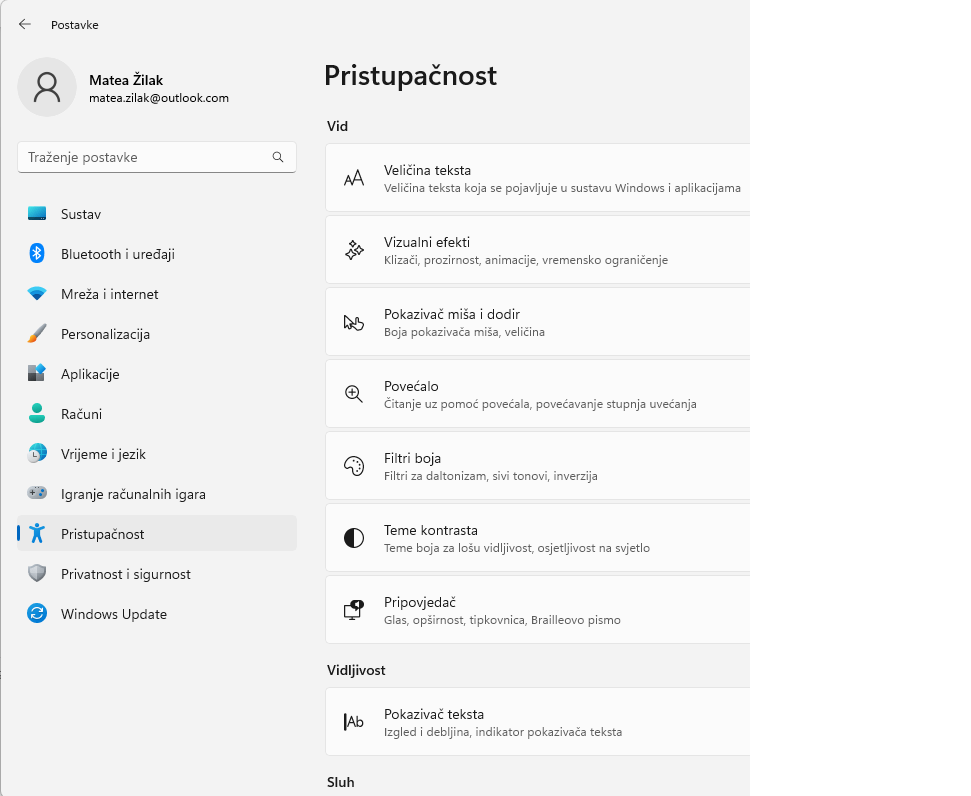 Postavke
Matea Žilak
matea.zilak@outlook.com
Traženje postavke
Sustav
Bluetooth i uređaji
Mreža i internet
Personalizacija
Aplikacije
Računi
Vrijeme i jezik
Igranje računalnih igara
Pristupačnost
Privatnost i sigurnost
Windows Update
Pristupačnost
Vid
Veličina teksta
Veličina teksta koja se pojavljuje u sustavu Windows i aplikacijama
Vizualni efekti
Klizači, prozirnost, animacije, vremensko ograničenje
Pokazivač miša i dodir
Boja pokazivača miša, veličina
Povećalo
Čitanje uz pomoć povećala, povećavanje stupnja uvećanja
Filtri boja
Filtri za daltonizam, sivi tonovi, inverzija
Teme kontrasta
Teme boja za lošu vidljivost, osjetljivost na svjetlo
Pripovjedač
Glas, opširnost, tipkovnica, Brailleovo pismo
Vidljivost
Pokazivač teksta
Izgled i debljina, indikator pokazivača teksta
Sluh